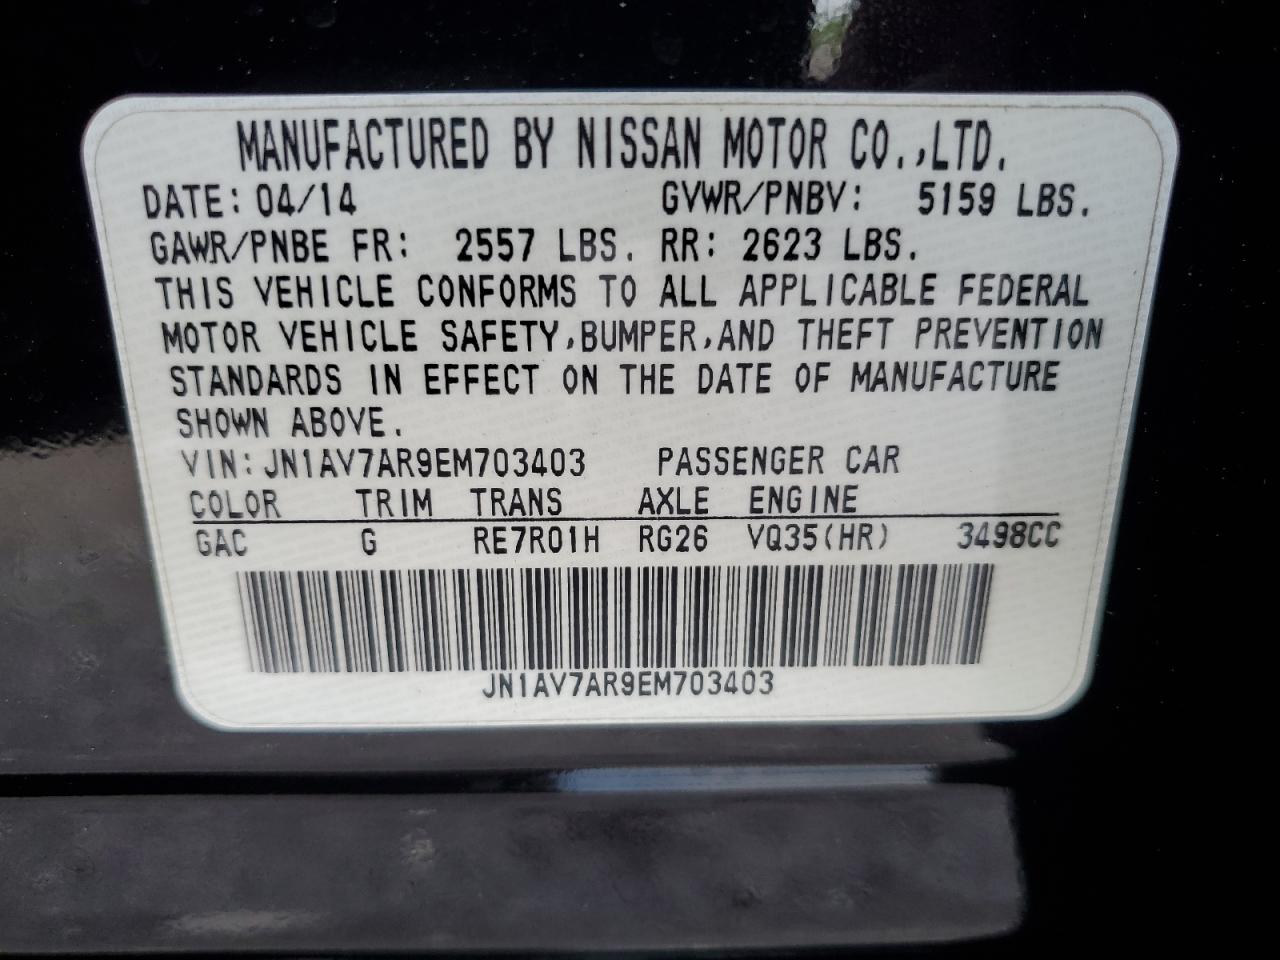 MANUFACTURED BY NISSAN MOTOR CO.,LTD.
DATE: 04/14 GVWR/PNBV: 5159 LBS.
GAWR/PNBE FR: 2557 LBS. RR: 2623 LBS.
THIS VEHICLE CONFORMS TO ALL APPLICABLE FEDERAL
MOTOR VEHICLE SAFETY,BUMPER,AND THEFT PREVENTION
STANDARDS IN EFFECT ON THE DATE OF MANUFACTURE
SHOWN ABOVE.
VIN:JN1AV7AR9EM703403 PASSENGER CAR
COLOR TRIM TRANS AXLE ENGINE
GAC G RE7R01H RG26 VQ35(HR) 3498CC
JN1AV7AR9EM703403